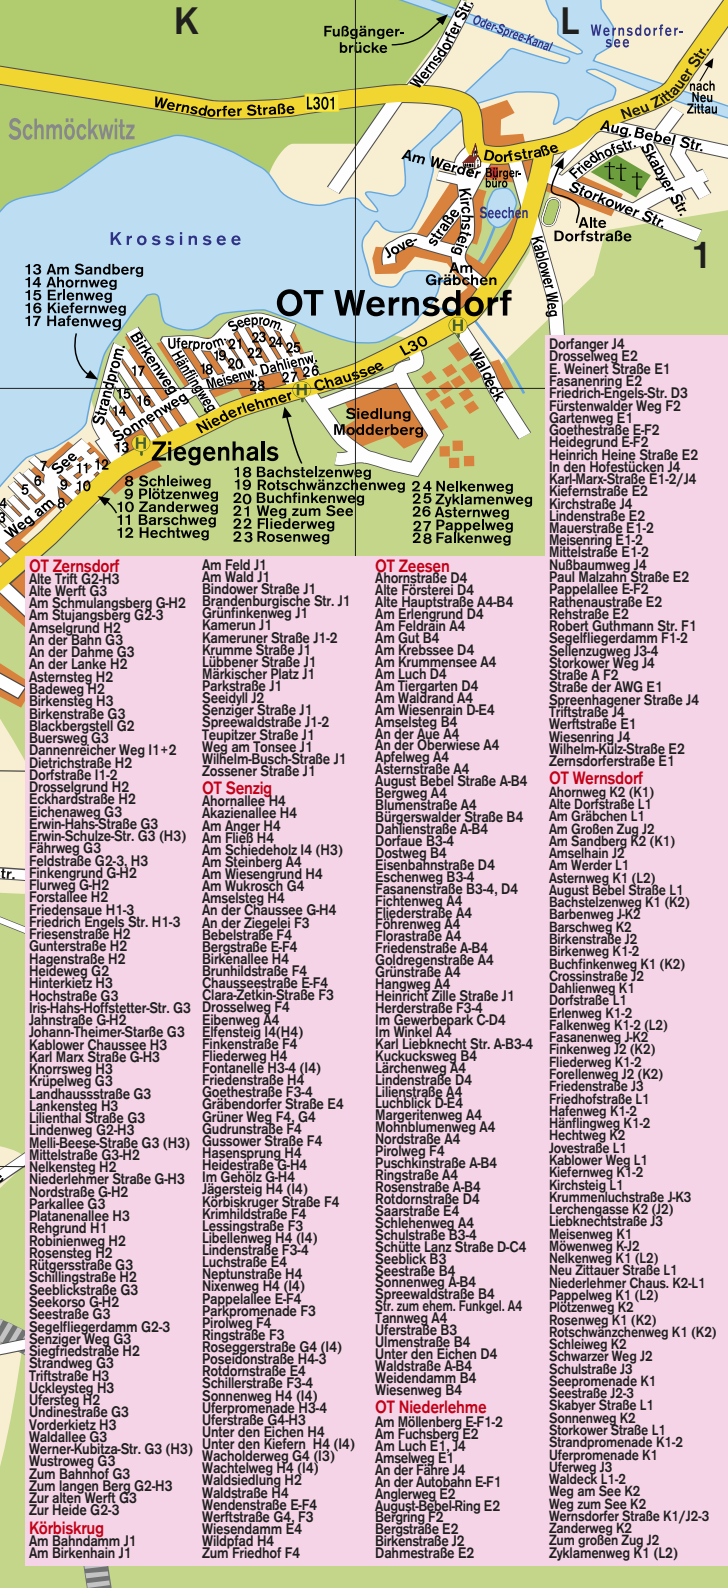 K
L
Fußgänger-
brücke
Wernsdorfer Str.
Oder-Spree-Kanal
Wernsdorfer-
see
Neu Zittauer Str.
nach
Neu
Zittau
Wernsdorfer Straße
L301
Schmöckwitz
Am Werder
Dorfstraße
Bürger-
büro
Aug. Bebel Str.
Friedhofstr.
Skabyer Str.
Storkower Str.
Alte
Dorfstraße
Kirchsteig
Jove-
straße
Seechen
Am
Gräbchen
Kablower Weg
1
Krossinsee
13 Am Sandberg
14 Ahornweg
15 Erlenweg
16 Kiefernweg
17 Hafenweg
OT Wernsdorf
H
Waldeck
Seeprom.
Uferprom.
Hänflingweg
Birkenweg
Strandprom.
Sonnenweg
Meisenw.
Dahlienw.
17
15
16
14
13
18
19
20
21
22
23
24
25
26
27
28
Niederlehmer Chaussee
L30
H
H
Siedlung
Modderberg
Ziegenhals
Weg am See
4
5
6
7
8
9
10
11
12
8 Schleiweg
9 Plötzenweg
10 Zanderweg
11 Barschweg
12 Hechtweg
18 Bachstelzenweg
19 Rotschwänzchenweg
20 Buchfinkenweg
21 Weg zum See
22 Fliederweg
23 Rosenweg
24 Nelkenweg
25 Zyklamenweg
26 Asternweg
27 Pappelweg
28 Falkenweg
tr.
OT Zernsdorf
Alte Trift G2-H3
Alte Werft G3
Am Schmulangsberg G-H2
Am Stujangsberg G2-3
Amselgrund H2
An der Bahn G3
An der Dahme G3
An der Lanke H2
Asternsteg H2
Badeweg H2
Birkensteg H3
Birkenstraße G3
Blackbergstell G2
Buersweg G3
Dannenreicher Weg I1+2
Dietrichstraße H2
Dorfstraße I1-2
Drosselgrund H2
Eckhardstraße H2
Eichenaweg G3
Erwin-Hahs-Straße G3
Erwin-Schulze-Str. G3 (H3)
Fährweg G3
Feldstraße G2-3, H3
Finkengrund G-H2
Flurweg G-H2
Forstallee H2
Friedensaue H1-3
Friedrich Engels Str. H1-3
Friesenstraße H2
Gunterstraße H2
Hagenstraße H2
Heideweg G2
Hinterkietz H3
Hochstraße G3
Iris-Hahs-Hoffstetter-Str. G3
Jahnstraße G-H2
Johann-Theimer-Starße G3
Kablower Chaussee H3
Karl Marx Straße G-H3
Knorrsweg H3
Krüpelweg G3
Landhaussstraße G3
Lankensteg H3
Lilienthal Straße G3
Lindenweg G2-H3
Melli-Beese-Straße G3 (H3)
Mittelstraße G3-H2
Nelkensteg H2
Niederlehmer Straße G-H3
Nordstraße G-H2
Parkallee G3
Platanenallee H3
Rehgrund H1
Robinienweg H2
Rosensteg H2
Rütgersstraße G3
Schillingstraße H2
Seeblickstraße G3
Seekorso G-H2
Seestraße G3
Segelfliegerdamm G2-3
Senziger Weg G3
Siegfriedstraße H2
Strandweg G3
Triftstraße H3
Uckleysteg H3
Ufersteg H2
Undinestraße G3
Vorderkietz H3
Waldallee G3
Werner-Kubitza-Str. G3 (H3)
Wustroweg G3
Zum Bahnhof G3
Zum langen Berg G2-H3
Zur alten Werft G3
Zur Heide G2-3
Körbiskrug
Am Bahndamm J1
Am Birkenhain J1
Am Feld J1
Am Wald J1
Bindower Straße J1
Brandenburgische Str. J1
Grünfinkenweg J1
Kamerun J1
Kameruner Straße J1-2
Krumme Straße J1
Lübbener Straße J1
Märkischer Platz J1
Parkstraße J1
Seeidyll J2
Senziger Straße J1
Spreewaldstraße J1-2
Teupitzer Straße J1
Weg am Tonsee J1
Wilhelm-Busch-Straße J1
Zossener Straße J1
OT Senzig
Ahornallee H4
Akazienallee H4
Am Anger H4
Am Fließ H4
Am Schiedeholz I4 (H3)
Am Steinberg A4
Am Wiesengrund H4
Am Wukrosch G4
Amselsteg H4
An der Chaussee G-H4
An der Ziegelei F3
Bebelstraße F4
Bergstraße E-F4
Birkenallee H4
Brunhildstraße F4
Chausseestraße E-F4
Clara-Zetkin-Straße F3
Drosselweg F4
Eibenweg A4
Elfensteig I4(H4)
Finkenstraße F4
Fliederweg H4
Fontanelle H3-4 (I4)
Friedenstraße H4
Goethestraße F3-4
Gräbendorfer Straße E4
Grüner Weg F4, G4
Gudrunstraße F4
Gussower Straße F4
Hasensprung H4
Heidestraße G-H4
Im Gehölz G-H4
Jägersteig H4 (I4)
Körbiskruger Straße F4
Krimhildstraße F4
Lessingstraße F3
Libellenweg H4 (I4)
Lindenstraße F3-4
Luchstraße E4
Neptunstraße H4
Nixenweg H4 (I4)
Pappelallee E-F4
Parkpromenade F3
Pirolweg F4
Ringstraße F3
Roseggerstraße G4 (I4)
Poseidonstraße H4-3
Rotdornstraße E4
Schillerstraße F3-4
Sonnenweg H4 (I4)
Uferpromenade H3-4
Uferstraße G4-H3
Unter den Eichen H4
Unter den Kiefern H4 (I4)
Wacholderweg G4 (I3)
Wachtelweg H4 (I4)
Waldsiedlung H2
Waldstraße H4
Wendenstraße E-F4
Werftstraße G4, F3
Wiesendamm E4
Wildpfad H4
Zum Friedhof F4
OT Zeesen
Ahornstraße D4
Alte Försterei D4
Alte Hauptstraße A4-B4
Am Erlengrund D4
Am Feldrain A4
Am Gut B4
Am Krebssee D4
Am Krummensee A4
Am Luch D4
Am Tiergarten D4
Am Waldrand A4
Am Wiesenrain D-E4
Amselsteg B4
An der Aue A4
An der Oberwiese A4
Apfelweg A4
Asternstraße A4
August Bebel Straße A-B4
Bergweg A4
Blumenstraße A4
Bürgerswalder Straße B4
Dahlienstraße A-B4
Dorfaue B3-4
Dostweg B4
Eisenbahnstraße D4
Eschenweg B3-4
Fasanenstraße B3-4, D4
Fichtenweg A4
Fliederstraße A4
Föhrenweg A4
Florastraße A4
Friedenstraße A-B4
Goldregenstraße A4
Grünstraße A4
Hangweg A4
Heinrich Zille Straße J1
Herderstraße F3-4
Im Gewerbepark C-D4
Im Winkel A4
Karl Liebknecht Str. A-B3-4
Kuckucksweg B4
Lärchenweg A4
Lindenstraße D4
Lilienstraße A4
Luchblick D-E4
Margeritenweg A4
Mohnblumenweg A4
Nordstraße A4
Pirolweg F4
Puschkinstraße A-B4
Ringstraße A4
Rosenstraße A-B4
Rotdornstraße D4
Saarstraße E4
Schlehenweg A4
Schulstraße B3-4
Schütte Lanz Straße D-C4
Seeblick B3
Seestraße B4
Sonnenweg A-B4
Spreewaldstraße B4
Str. zum ehem. Funkgel. A4
Tannweg A4
Uferstraße B3
Ulmenstraße B4
Unter den Eichen D4
Waldstraße A-B4
Weidendamm B4
Wiesenweg B4
OT Niederlehme
Am Möllenberg E-F1-2
Am Fuchsberg E2
Am Luch E1, J4
Amselweg E1
An der Fähre J4
An der Autobahn E-F1
Anglerweg E2
August-Bebel-Ring E2
Bergring F2
Bergstraße E2
Birkenstraße J2
Dahmestraße E2
Dorfanger J4
Drosselweg E2
E. Weinert Straße E1
Fasanenring E2
Friedrich-Engels-Str. D3
Fürstenwalder Weg F2
Gartenweg E1
Goethestraße E-F2
Heidegrund E-F2
Heinrich Heine Straße E2
In den Hofestücken J4
Karl-Marx-Straße E1-2/J4
Kiefernstraße E2
Kirchstraße J4
Lindenstraße E2
Mauerstraße E1-2
Meisenring E1-2
Mittelstraße E1-2
Nußbaumweg J4
Paul Malzahn Straße E2
Pappelallee E-F2
Rathenaustraße E2
Rehstraße E2
Robert Guthmann Str. F1
Segelfliegerdamm F1-2
Sellenzugweg J3-4
Storkower Weg J4
Straße A F2
Straße der AWG E1
Spreenhagener Straße J4
Triftstraße J4
Werftstraße E1
Wiesenring J4
Wilhelm-Külz-Straße E2
Zernsdorferstraße E1
OT Wernsdorf
Ahornweg K2 (K1)
Alte Dorfstraße L1
Am Gräbchen L1
Am Großen Zug J2
Am Sandberg K2 (K1)
Amselhain J2
Am Werder L1
Asternweg K1 (L2)
August Bebel Straße L1
Bachstelzenweg K1 (K2)
Barbenweg J-K2
Barschweg K2
Birkenstraße J2
Birkenweg K1-2
Buchfinkenweg K1 (K2)
Crossinstraße J2
Dahlienweg K1
Dorfstraße L1
Erlenweg K1-2
Falkenweg K1-2 (L2)
Fasanenweg J-K2
Finkenweg J2 (K2)
Fliederweg K1-2
Forellenweg J2 (K2)
Friedenstraße J3
Friedhofstraße L1
Hafenweg K1-2
Hänflingweg K1-2
Hechtweg K2
Jovestraße L1
Kablower Weg L1
Kiefernweg K1-2
Kirchsteig L1
Krummenluchstraße J-K3
Lerchengasse K2 (J2)
Liebknechtstraße J3
Meisenweg K1
Möwenweg K-J2
Nelkenweg K1 (L2)
Neu Zittauer Straße L1
Niederlehmer Chaus. K2-L1
Pappelweg K1 (L2)
Plötzenweg K2
Rosenweg K1 (K2)
Rotschwänzchenweg K1 (K2)
Schleiweg K2
Schwarzer Weg J2
Schulstraße J3
Seepromenade K1
Seestraße J2-3
Skabyer Straße L1
Sonnenweg K2
Storkower Straße L1
Strandpromenade K1-2
Uferpromenade K1
Uferweg J3
Waldeck L1-2
Weg am See K2
Weg zum See K2
Wernsdorfer Straße K1/J2-3
Zanderweg K2
Zum großen Zug J2
Zyklamenweg K1 (L2)